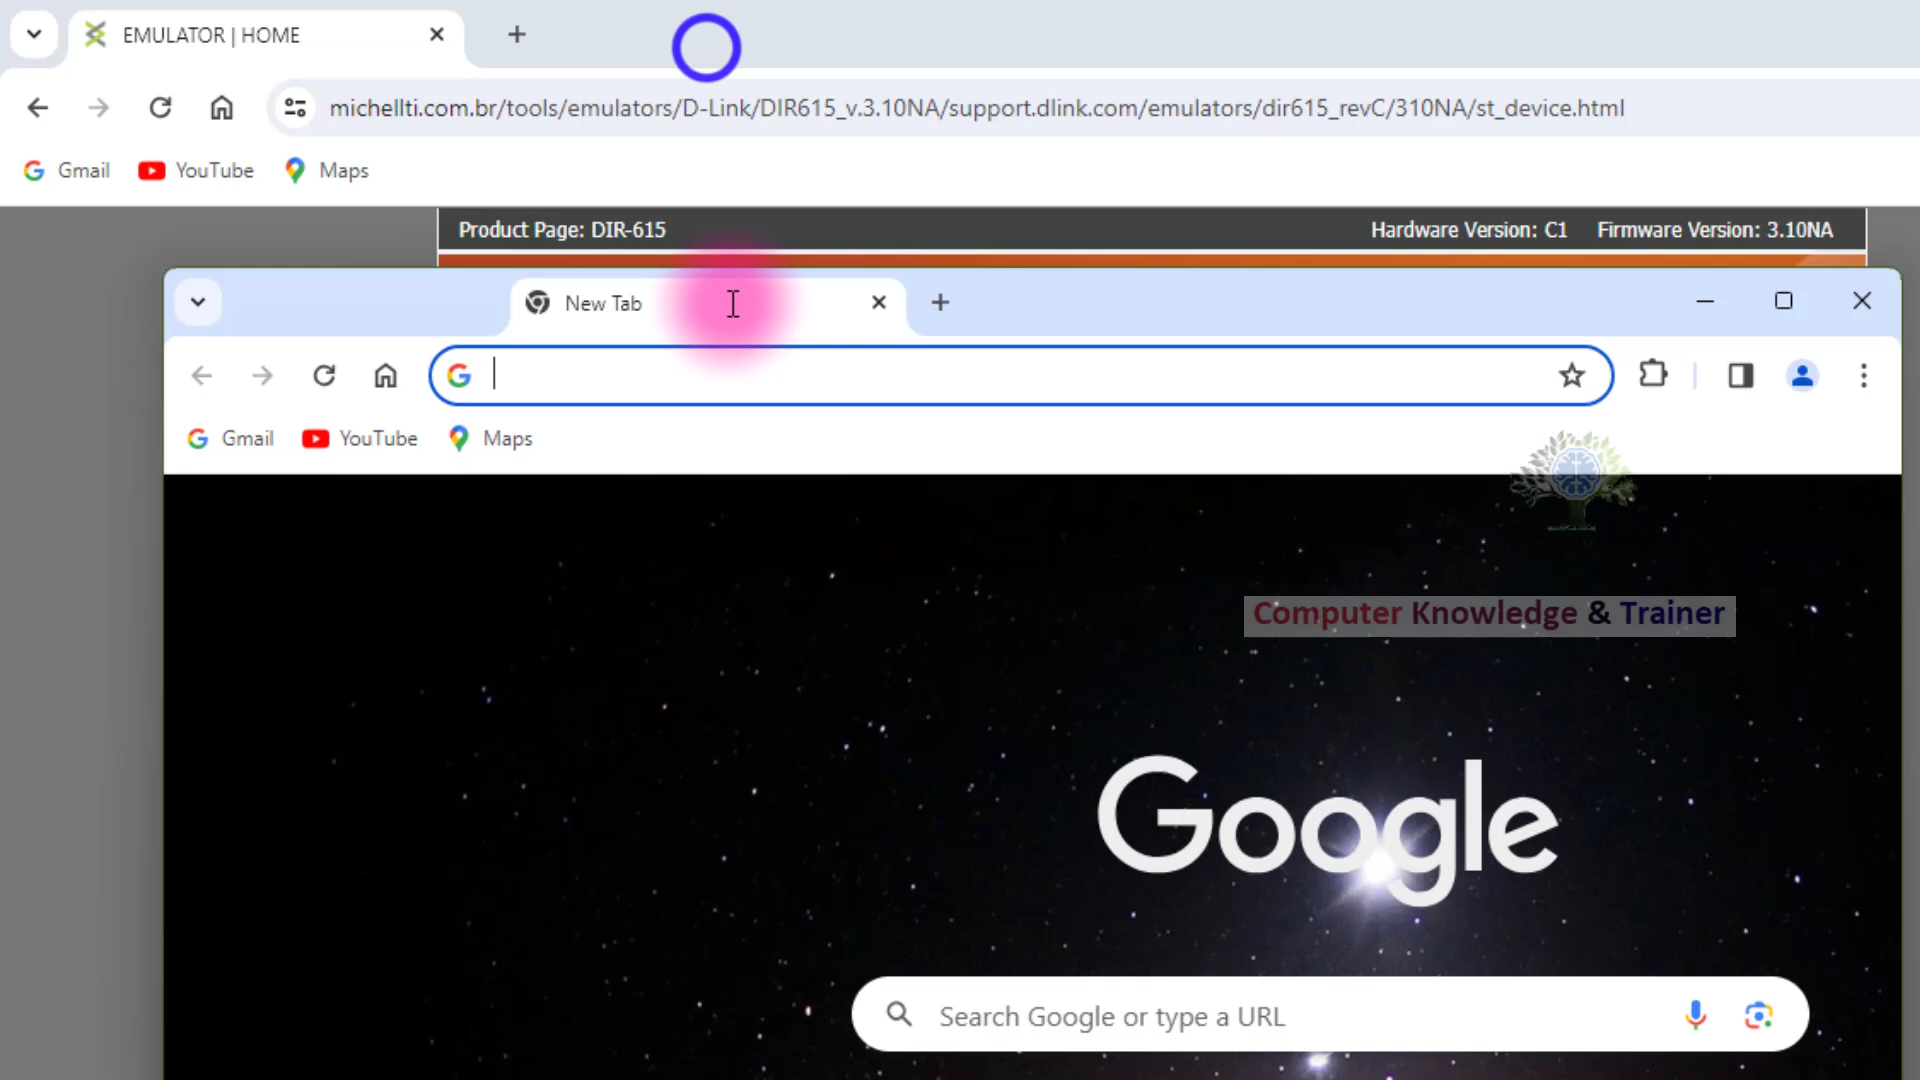 EMULATOR | HOME
michellti.com.br/tools/emulators/D-Link/DIR615_v.3.10NA/support.dlink.com/emulators/dir615_revC/310NA/st_device.html
Gmail YouTube Maps
Product Page: DIR-615 Hardware Version: C1 Firmware Version: 3.10NA
New Tab
Gmail YouTube Maps
Computer Knowledge & Trainer
Google
Search Google or type a URL